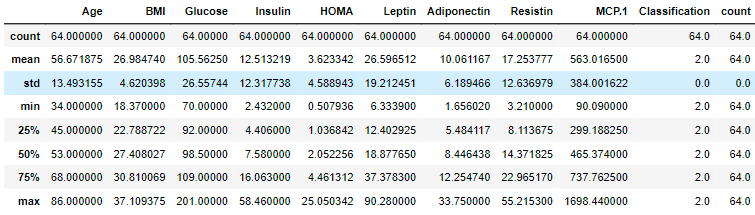 Age BMI Glucose Insulin HOMA Leptin Adiponectin Resistin MCP.1 Classification count
count 64.000000 64.000000 64.00000 64.000000 64.000000 64.000000 64.000000 64.000000 64.000000 64.0 64.0
mean 56.671875 26.984740 105.56250 12.513219 3.623342 26.596512 10.061167 17.253777 563.016500 2.0 64.0
std 13.493155 4.620398 26.55744 12.317738 4.588943 19.212451 6.189466 12.636979 384.001622 0.0 0.0
min 34.000000 18.370000 70.00000 2.432000 0.507936 6.333900 1.656020 3.210000 90.090000 2.0 64.0
25% 45.000000 22.788722 92.00000 4.406000 1.036842 12.402925 5.484117 8.113675 299.188250 2.0 64.0
50% 53.000000 27.408027 98.50000 7.580000 2.052256 18.877650 8.446438 14.371825 465.374000 2.0 64.0
75% 68.000000 30.810069 109.00000 16.063000 4.461312 37.378300 12.254740 22.965170 737.762500 2.0 64.0
max 86.000000 37.109375 201.00000 58.460000 25.050342 90.280000 33.750000 55.215300 1698.440000 2.0 64.0